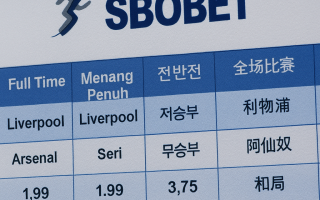 SBOBET
Full Time
Menang Penuh
전반전
全场比赛
Liverpool
Liverpool
저승부
利物浦
Arsenal
Seri
무승부
阿仙奴
1,99
1.99
3,75
和局